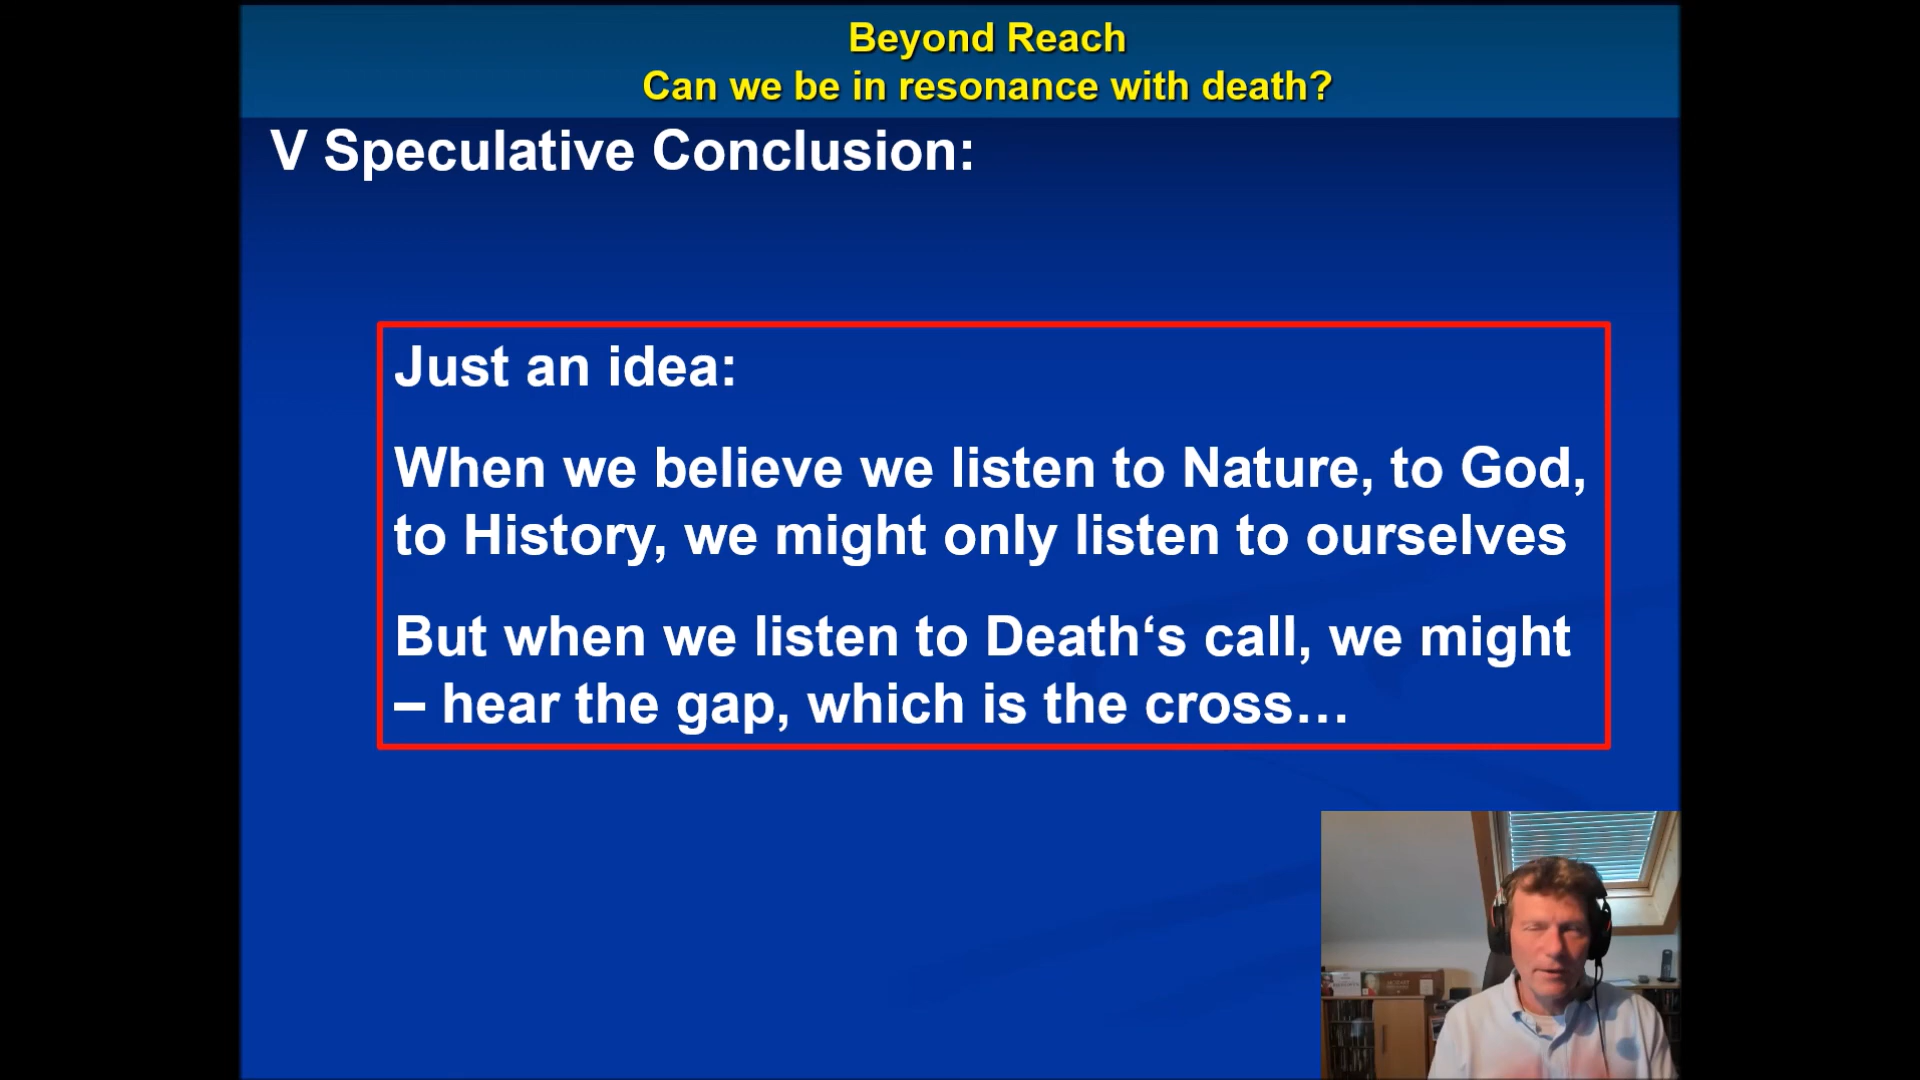 Beyond Reach
Can we be in resonance with death?
V Speculative Conclusion:
Just an idea:
When we believe we listen to Nature, to God,
to History, we might only listen to ourselves
But when we listen to Death‘s call, we might
– hear the gap, which is the cross…